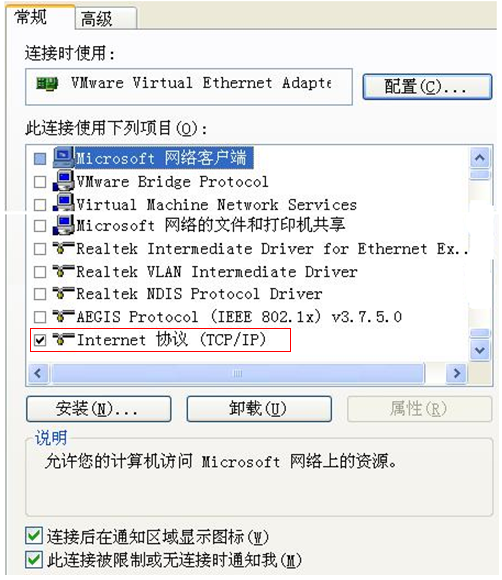 常规 高级
连接时使用:
VMware Virtual Ethernet Adapte
配置(C)...
此连接使用下列项目(O):
Microsoft 网络客户端
VMware Bridge Protocol
Virtual Machine Network Services
Microsoft 网络的文件和打印机共享
Realtek Intermediate Driver for Ethernet Ex..
Realtek VLAN Intermediate Driver
Realtek NDIS Protocol Driver
AEGIS Protocol (IEEE 802.1x) v3.7.5.0
Internet 协议 (TCP/IP)
安装(N)... 卸载(U) 属性(R)
说明
允许您的计算机访问 Microsoft 网络上的资源。
连接后在通知区域显示图标(W)
此连接被限制或无连接时通知我(M)